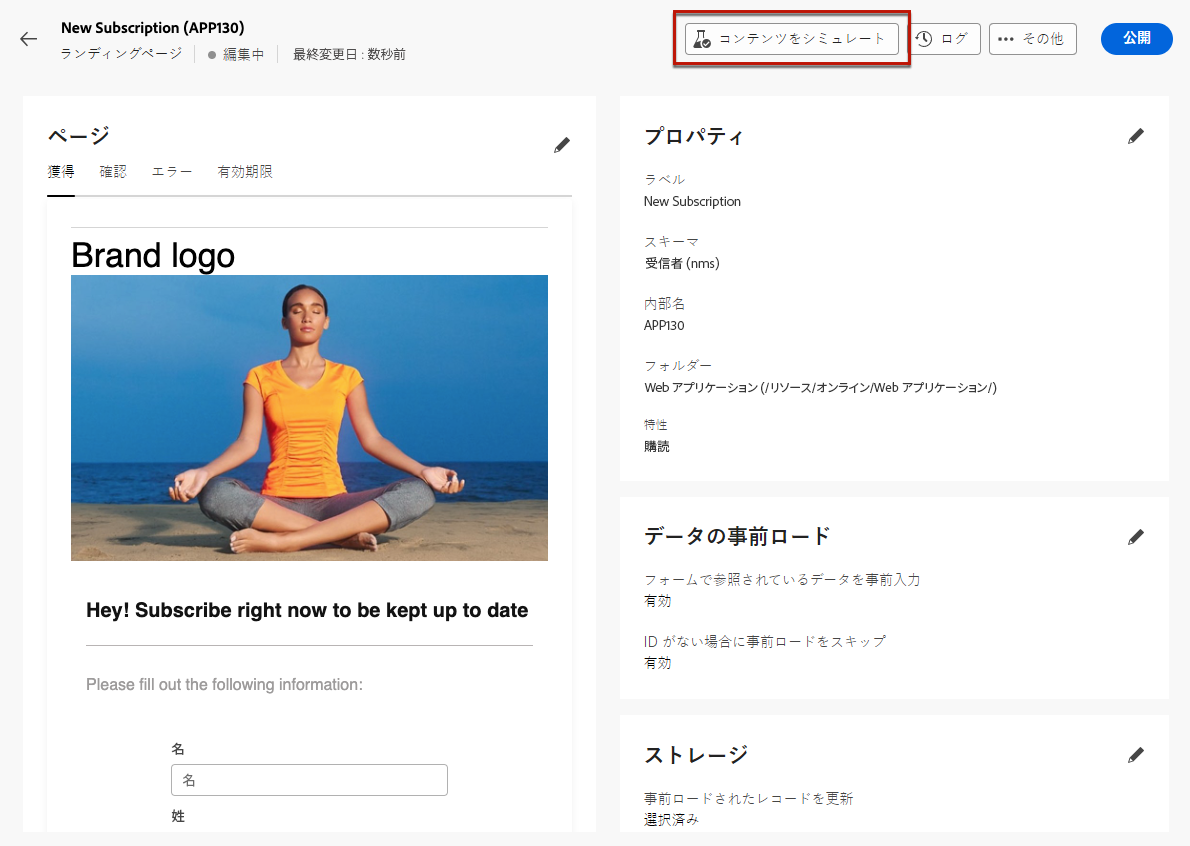 New Subscription (APP130)
ランディングページ
編集中
最終変更日 : 数秒前
コンテンツをシミュレート
ログ
その他
公開
ページ
獲得
確認
エラー
有効期限
Brand logo
Hey! Subscribe right now to be kept up to date
Please fill out the following information:
名
名
姓
プロパティ
ラベル
New Subscription
スキーマ
受信者 (nms)
内部名
APP130
フォルダー
Web アプリケーション (/リソース/オンライン/Web アプリケーション/)
特性
購読
データの事前ロード
フォームで参照されているデータを事前入力
有効
ID がない場合に事前ロードをスキップ
有効
ストレージ
事前ロードされたレコードを更新
選択済み